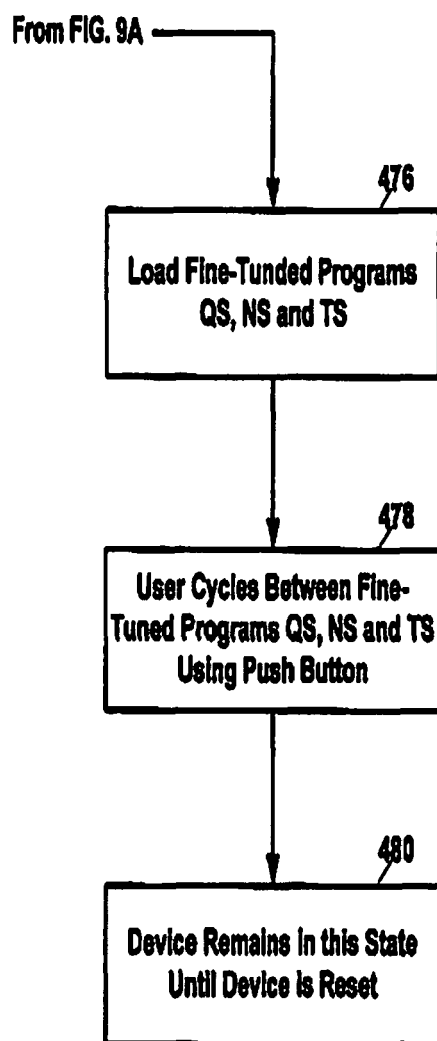 From FIG. 9A
476
Load Fine-Tunded Programs
QS, NS and TS
478
User Cycles Between Fine-
Tuned Programs QS, NS and TS
Using Push Button
480
Device Remains in this State
Until Device is Reset